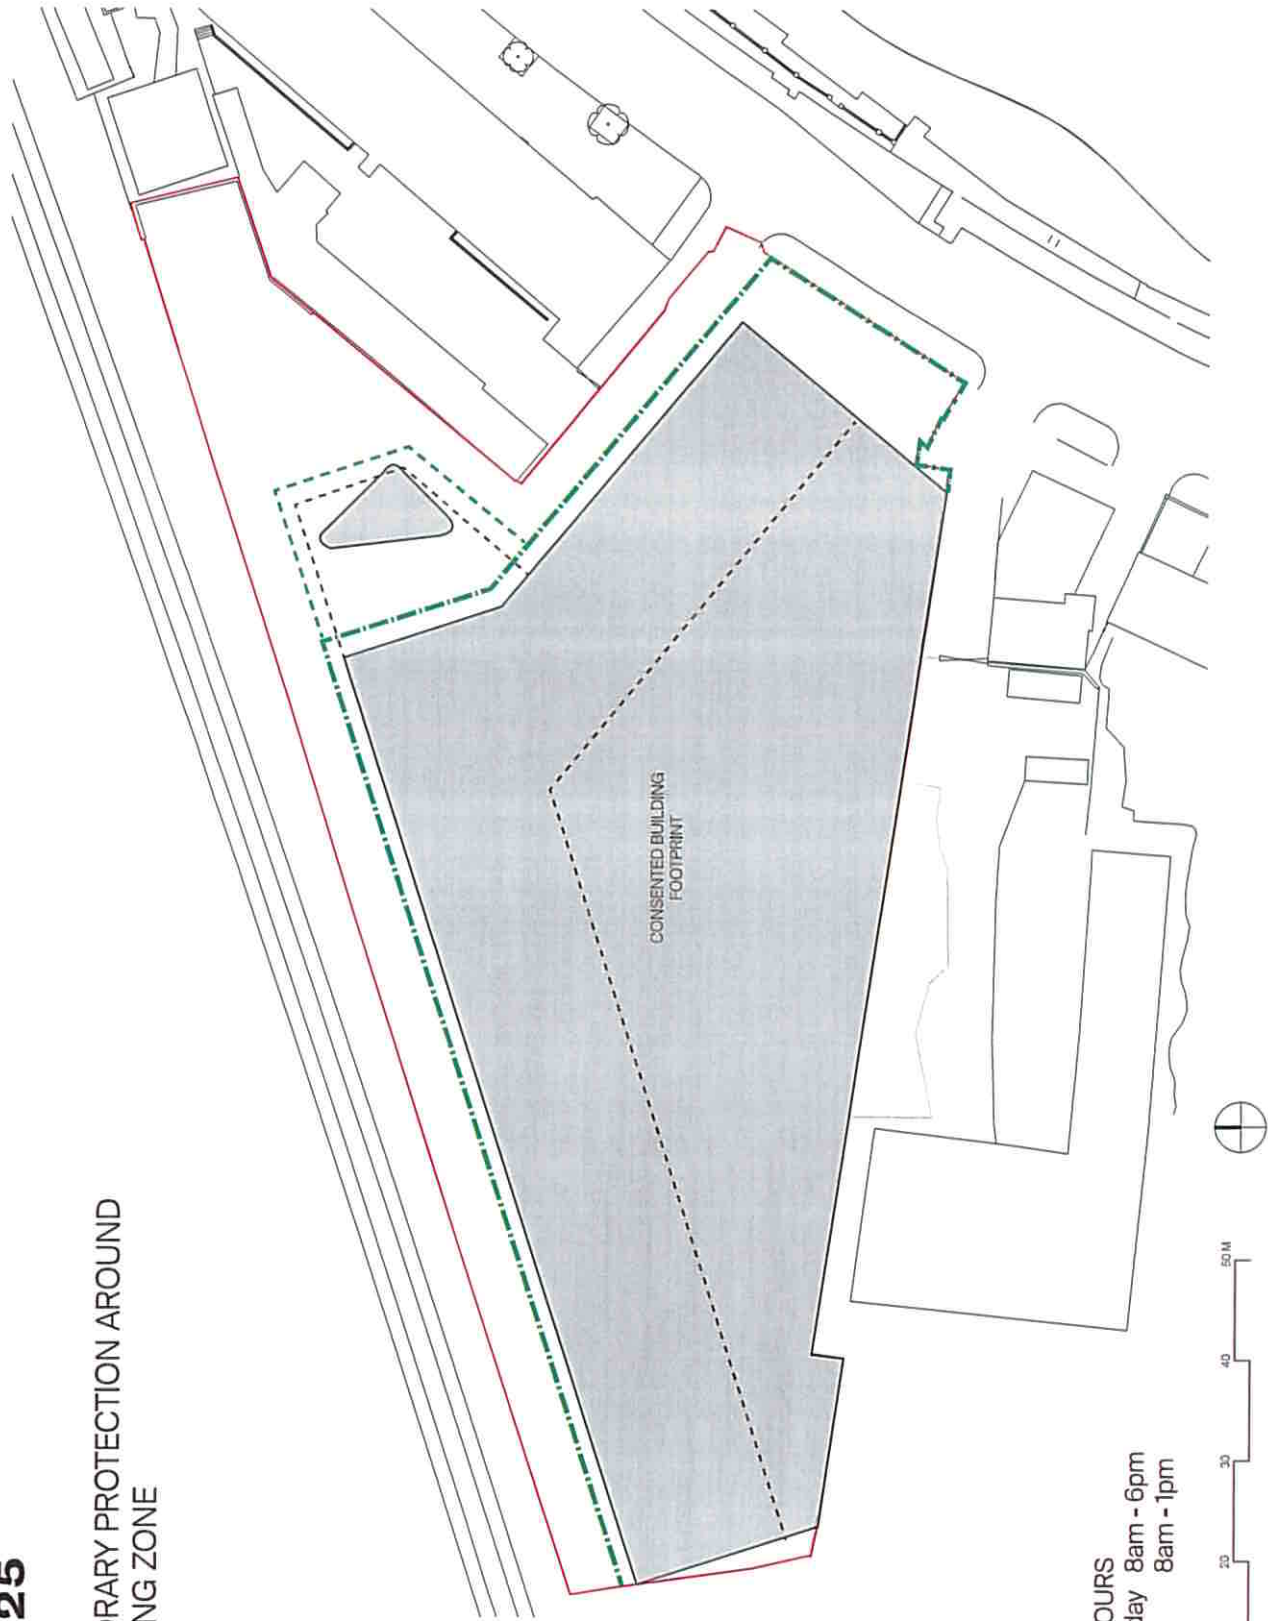 25
RARY PROTECTION AROUND
NG ZONE
CONSENTED BUILDING
FOOTPRINT
OURS
day 8am - 6pm
8am - 1pm
20 30 40 50 M